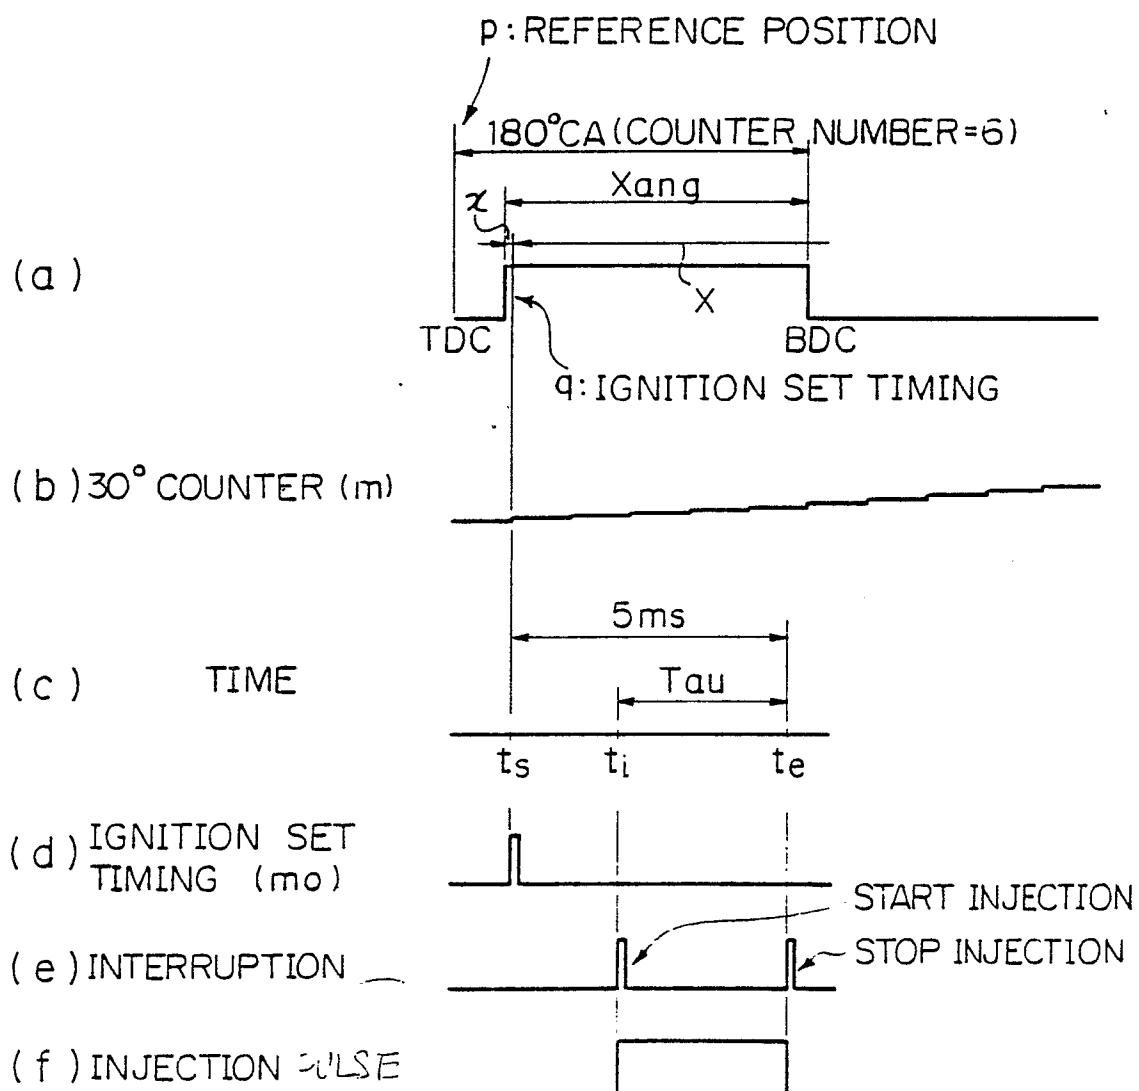 p:REFERENCE POSITION
180°CA(COUNTER NUMBER=6)
Xang
x
(a)
X
TDC
BDC
q:IGNITION SET TIMING
(b) 30° COUNTER (m)
5ms
(c) TIME
Tau
ts
ti
te
(d) IGNITION SET
TIMING (mo)
START INJECTION
(e) INTERRUPTION
STOP INJECTION
(f) INJECTION PULSE